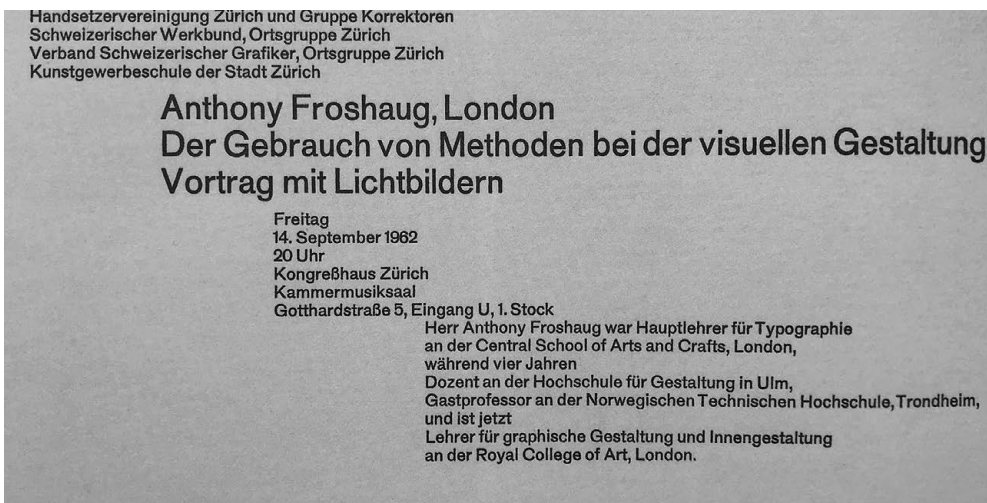 Handsetzervereinigung Zürich und Gruppe Korrektoren
Schweizerischer Werkbund, Ortsgruppe Zürich
Verband Schweizerischer Grafiker, Ortsgruppe Zürich
Kunstgewerbeschule der Stadt Zürich
Anthony Froshaug, London
Der Gebrauch von Methoden bei der visuellen Gestaltung
Vortrag mit Lichtbildern
Freitag
14. September 1962
20 Uhr
Kongreßhaus Zürich
Kammermusiksaal
Gotthardstraße 5, Eingang U, 1. Stock
Herr Anthony Froshaug war Hauptlehrer für Typographie
an der Central School of Arts and Crafts, London,
während vier Jahren
Dozent an der Hochschule für Gestaltung in Ulm,
Gastprofessor an der Norwegischen Technischen Hochschule, Trondheim,
und ist jetzt
Lehrer für graphische Gestaltung und Innengestaltung
an der Royal College of Art, London.